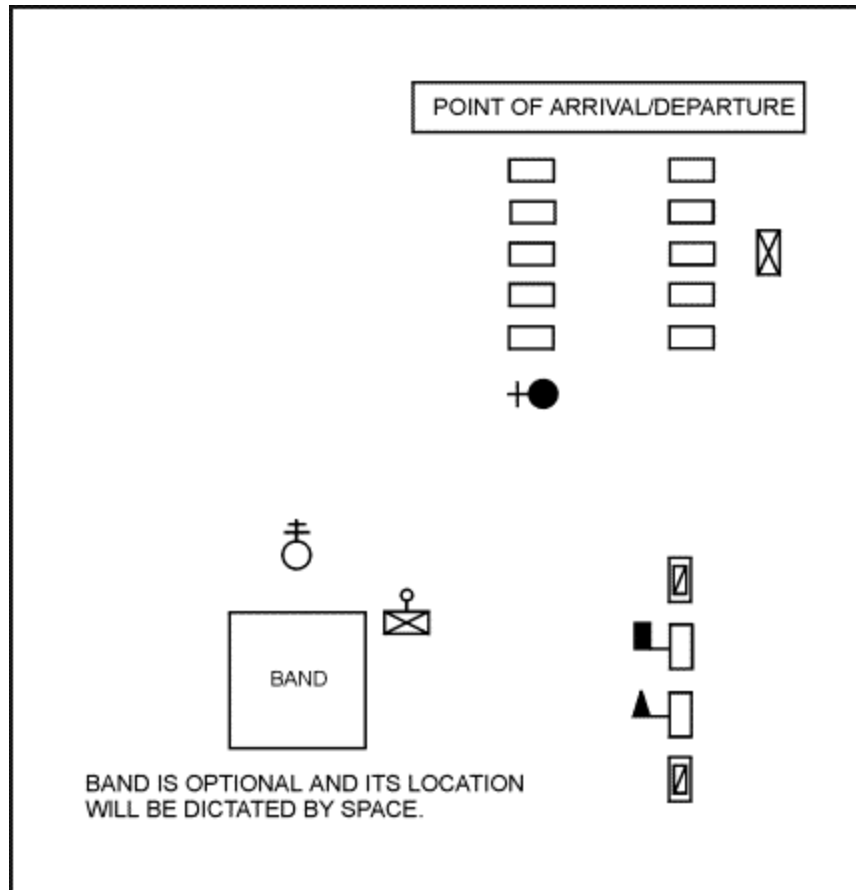 POINT OF ARRIVAL/DEPARTURE
BAND
BAND IS OPTIONAL AND ITS LOCATION
WILL BE DICTATED BY SPACE.